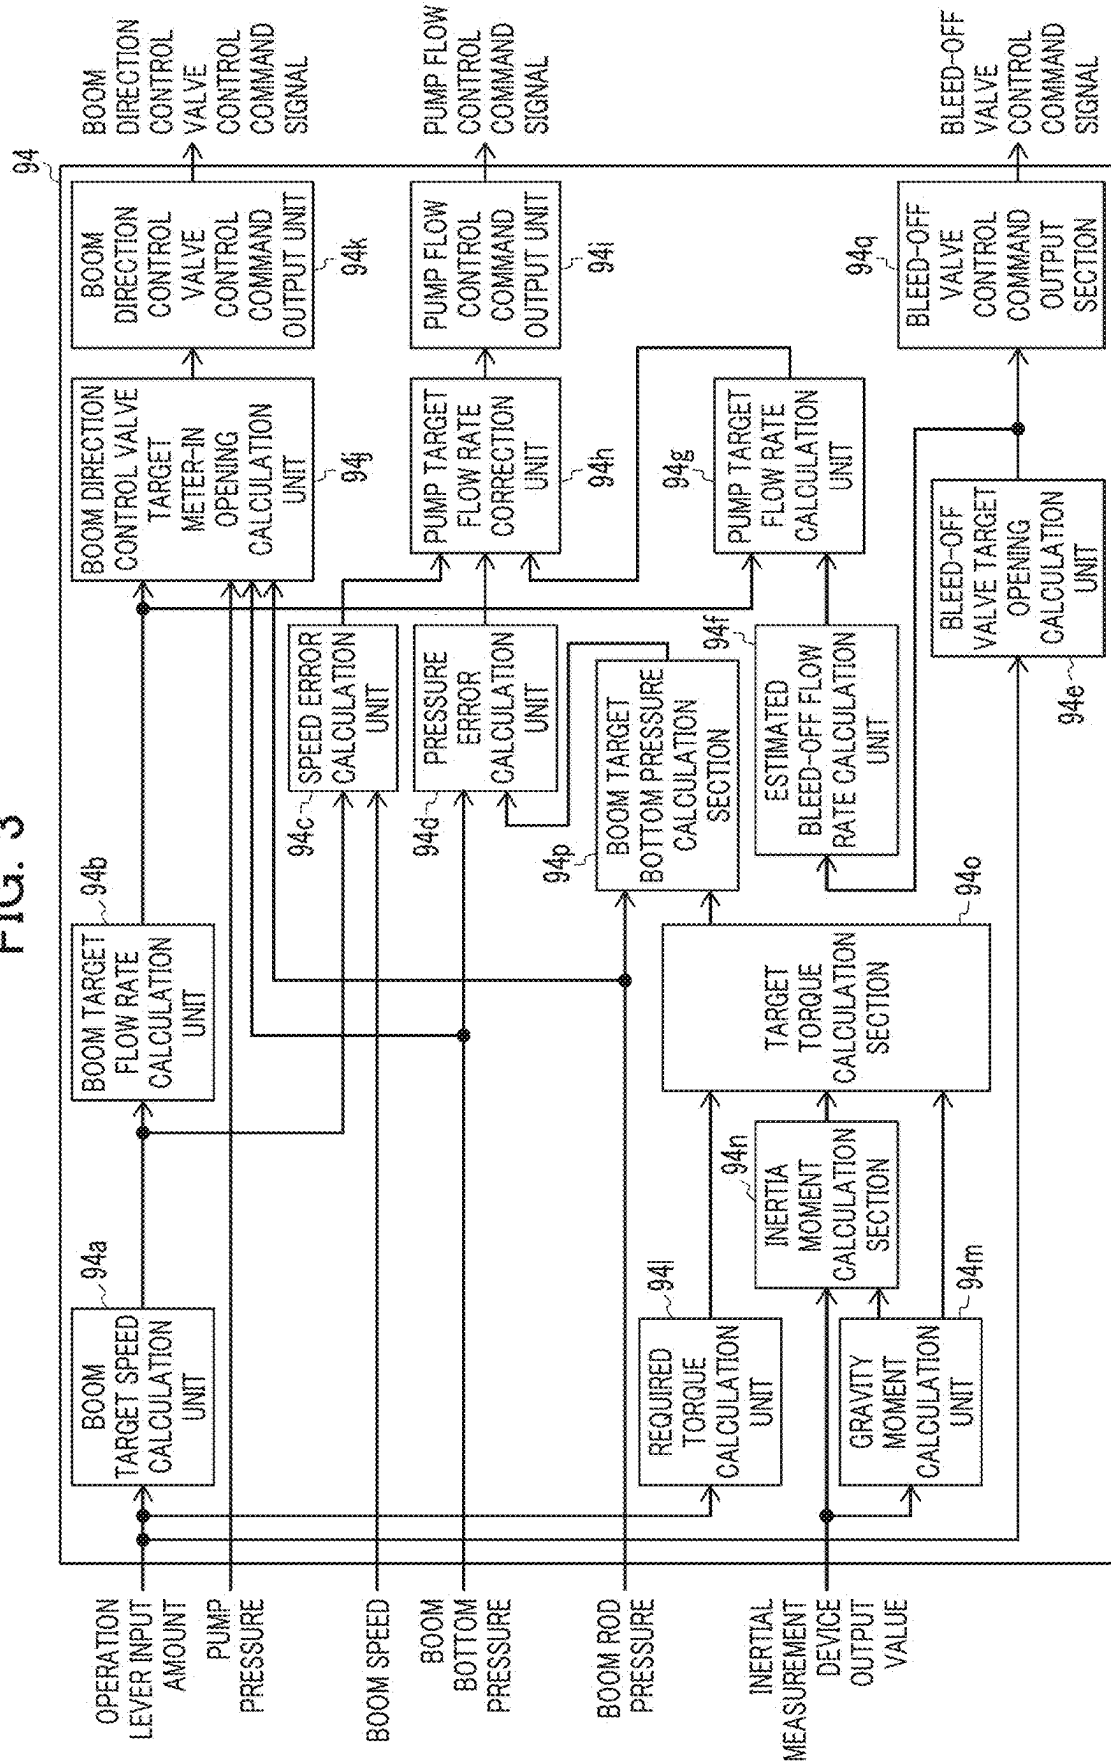 FIG. 3
94
OPERATION
LEVER INPUT
AMOUNT
PUMP
PRESSURE
BOOM SPEED
BOOM
BOTTOM
PRESSURE
BOOM ROD
PRESSURE
INERTIAL
MEASUREMENT
DEVICE
OUTPUT
VALUE
94a
BOOM
TARGET SPEED
CALCULATION
UNIT
94b
BOOM TARGET
FLOW RATE
CALCULATION
UNIT
94c
SPEED ERROR
CALCULATION
UNIT
94d
PRESSURE
ERROR
CALCULATION
UNIT
94l
REQUIRED
TORQUE
CALCULATION
UNIT
94m
GRAVITY
MOMENT
CALCULATION
UNIT
94n
INERTIA
MOMENT
CALCULATION
SECTION
94o
TARGET
TORQUE
CALCULATION
SECTION
94p
BOOM TARGET
BOTTOM PRESSURE
CALCULATION
SECTION
94f
ESTIMATED
BLEED-OFF FLOW
RATE CALCULATION
UNIT
94e
BLEED-OFF
VALVE TARGET
OPENING
CALCULATION
UNIT
BOOM DIRECTION
CONTROL VALVE
TARGET
METER-IN
OPENING
CALCULATION
UNIT
94j
PUMP TARGET
FLOW RATE
CORRECTION
UNIT
94h
94g
PUMP TARGET
FLOW RATE
CALCULATION
UNIT
BOOM
DIRECTION
CONTROL
VALVE
CONTROL
COMMAND
OUTPUT UNIT
94k
PUMP FLOW
CONTROL
COMMAND
OUTPUT UNIT
94i
94q
BLEED-OFF
VALVE
CONTROL
COMMAND
OUTPUT
SECTION
BOOM
DIRECTION
CONTROL
VALVE
CONTROL
COMMAND
SIGNAL
PUMP FLOW
CONTROL
COMMAND
SIGNAL
BLEED-OFF
VALVE
CONTROL
COMMAND
SIGNAL